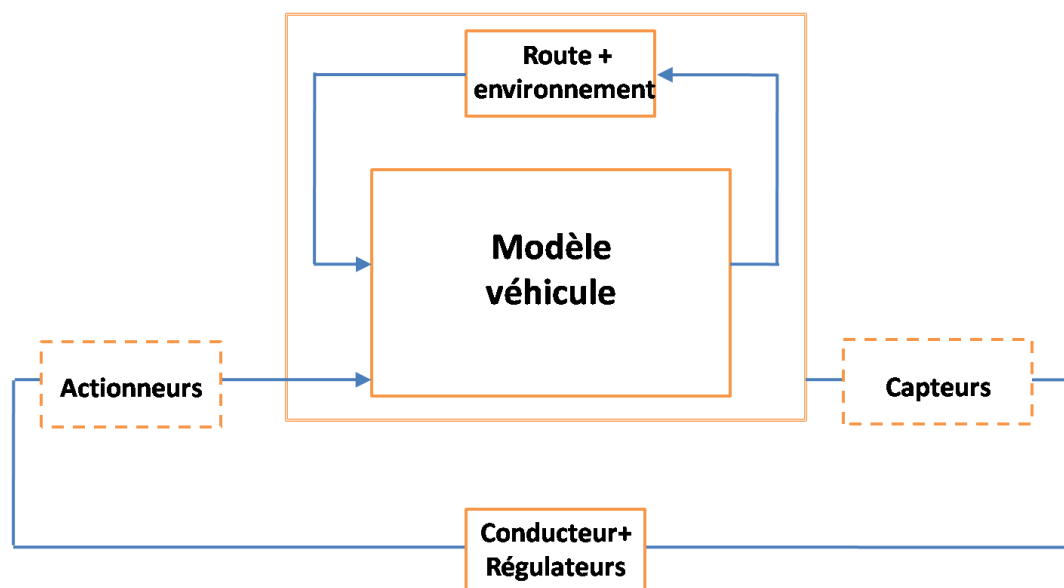 Route +
environnement
Modèle
véhicule
Actionneurs
Capteurs
Conducteur+
Régulateurs